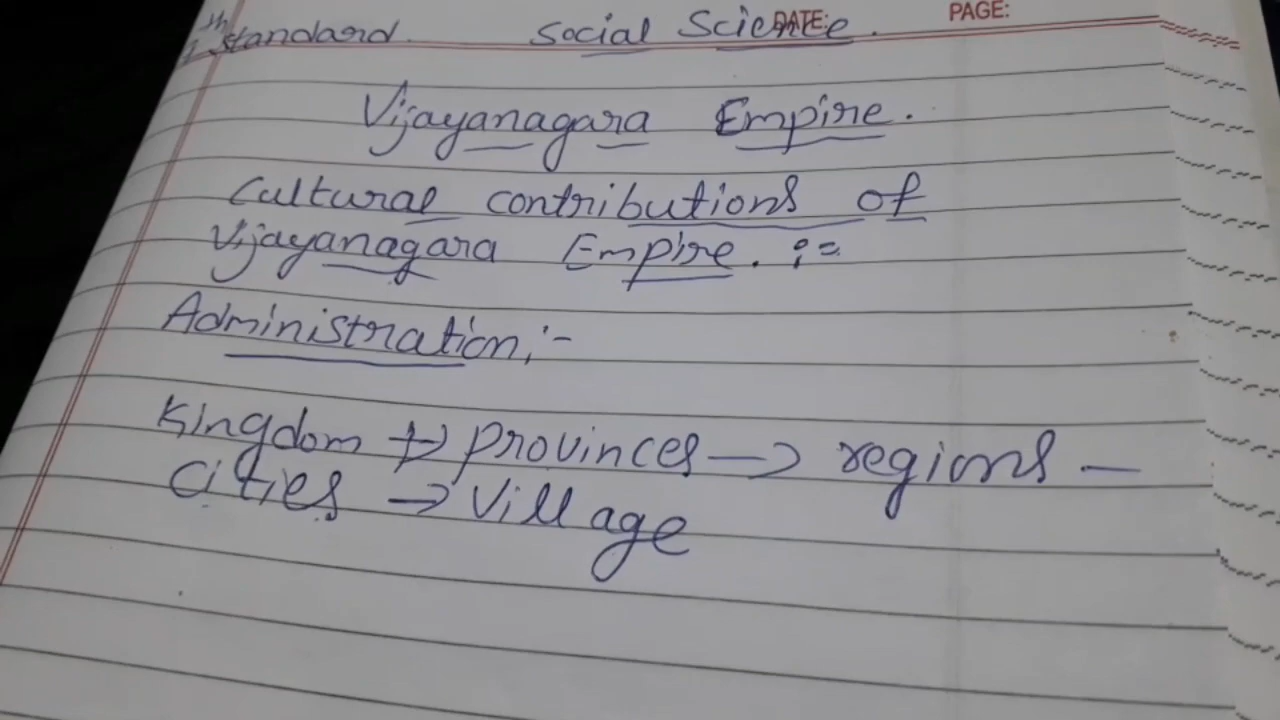 th
standard. Social Science.
DATE: PAGE:
Vijayanagara Empire.
Cultural contributions of
Vijayanagara Empire. :=
Administration:-
Kingdom → provinces → regions —
cities → Village